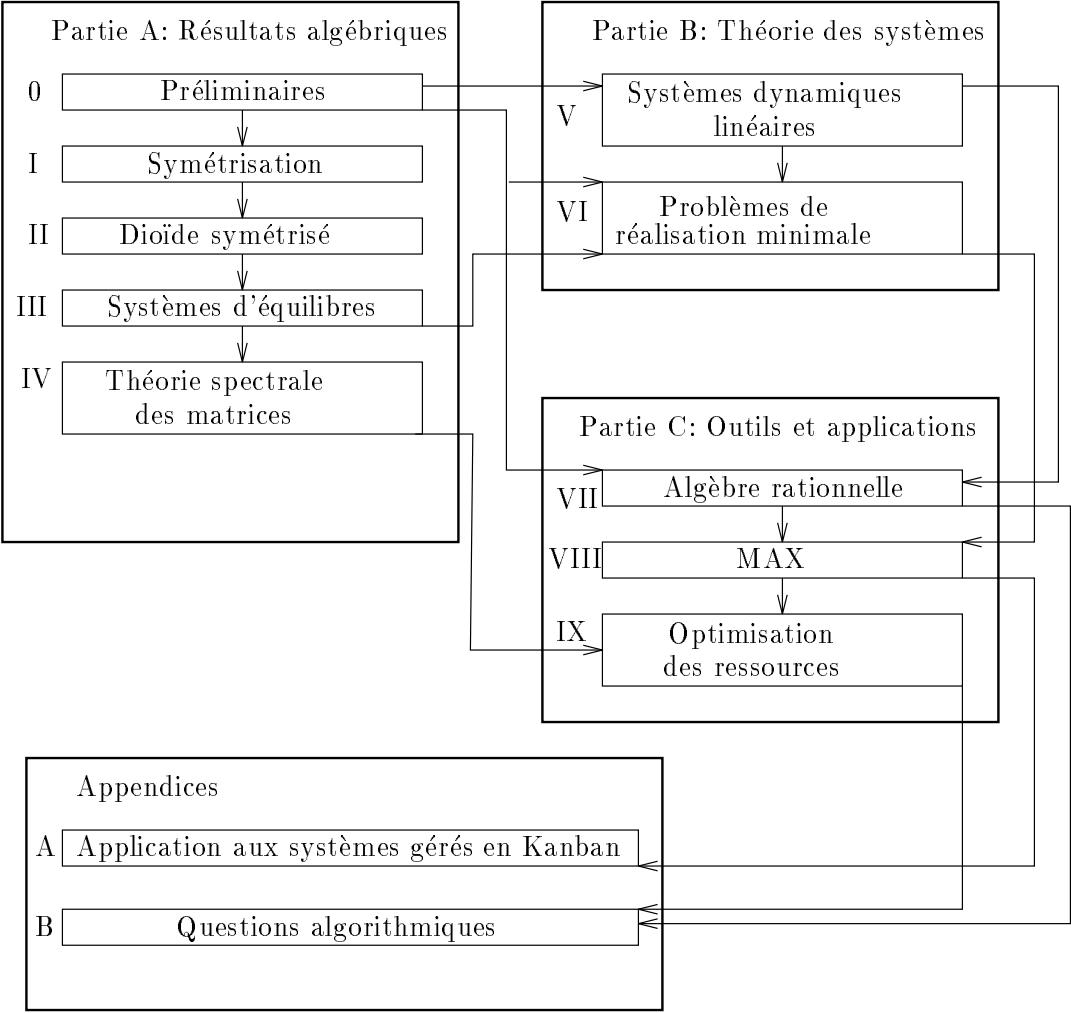 Partie A: Résultats algébriques
0
Préliminaires
I
Symétrisation
II
Dioïde symétrisé
III
Systèmes d'équilibres
IV
Théorie spectrale
des matrices
Partie B: Théorie des systèmes
V
Systèmes dynamiques
linéaires
VI
Problèmes de
réalisation minimale
Partie C: Outils et applications
VII
Algèbre rationnelle
VIII
MAX
IX
Optimisation
des ressources
Appendices
A
Application aux systèmes gérés en Kanban
B
Questions algorithmiques